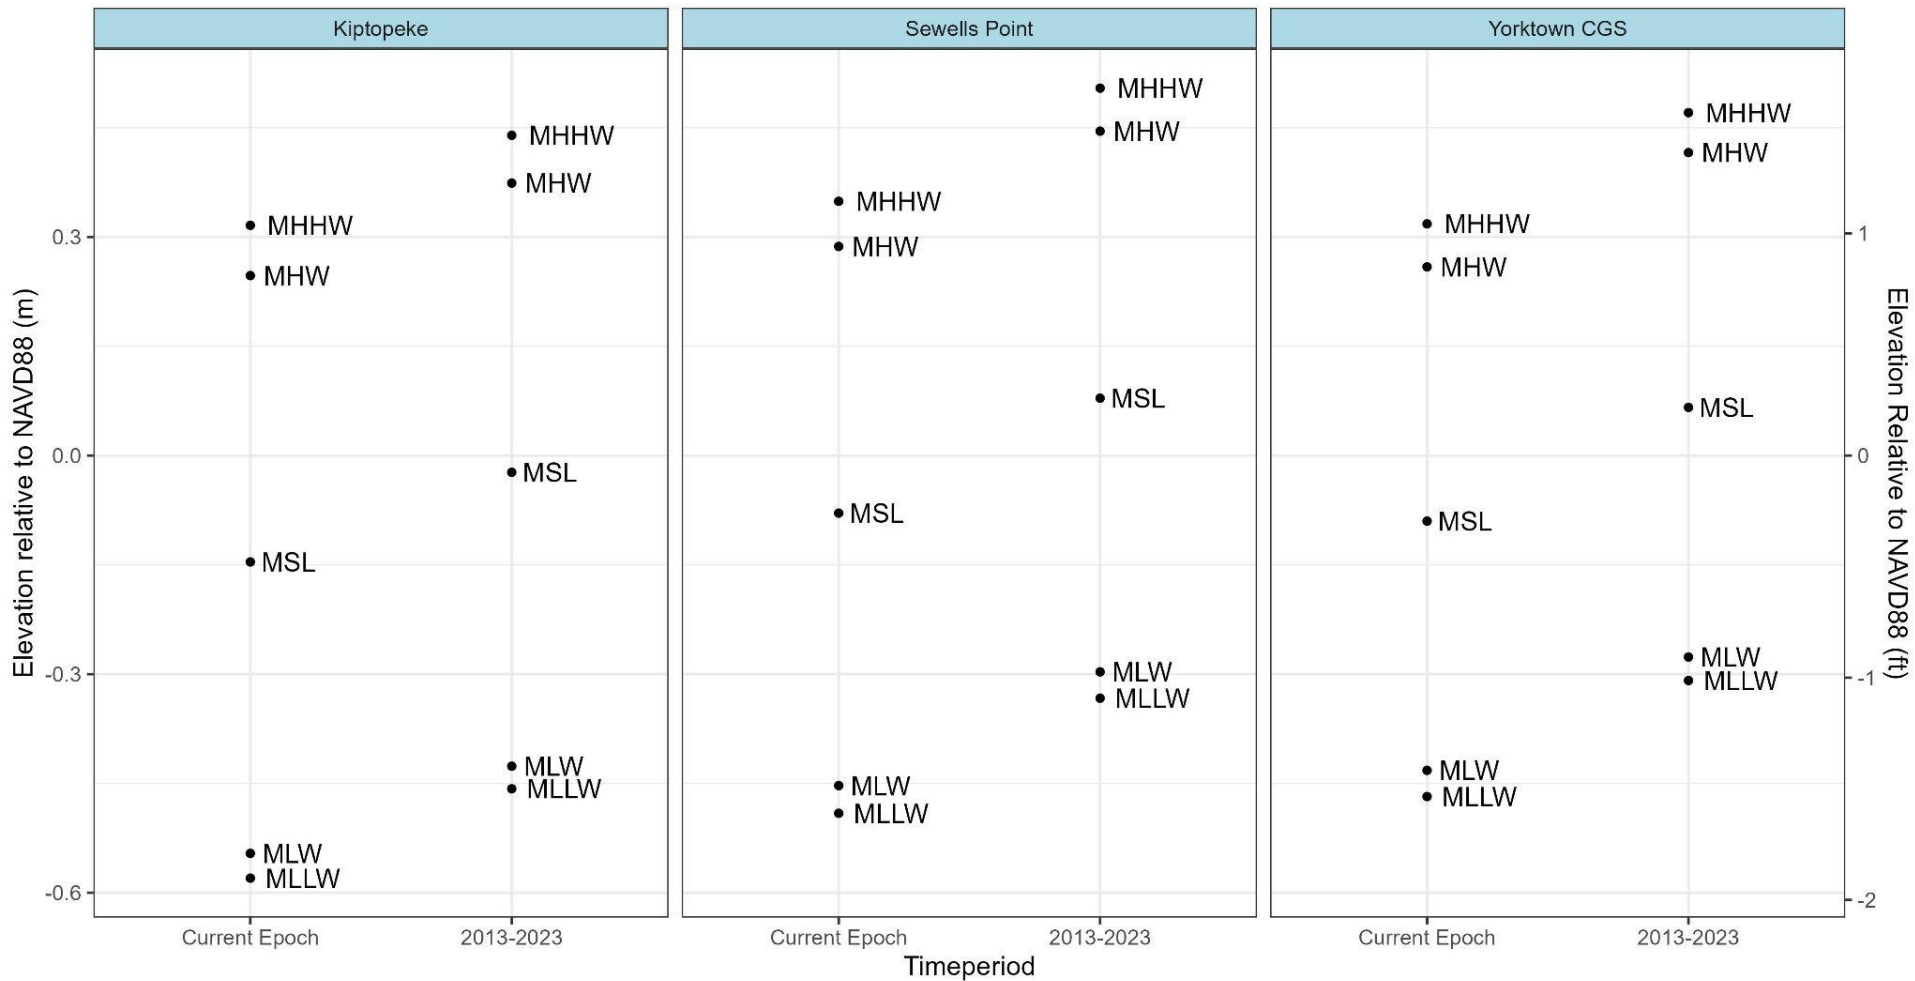 Kiptopeke
Sewells Point
Yorktown CGS
Elevation relative to NAVD88 (m)
0.3
0.0
-0.3
-0.6
MHHW
MHW
MSL
MLW
MLLW
MHHW
MHW
MSL
MLW
MLLW
MHHW
MHW
MSL
MLW
MLLW
MHHW
MHW
MSL
MLW
MLLW
MHHW
MHW
MSL
MLW
MLLW
MHHW
MHW
MSL
MLW
MLLW
1
0
-1
-2
Elevation Relative to NAVD88 (ft)
Current Epoch
2013-2023
Current Epoch
2013-2023
Current Epoch
2013-2023
Timeperiod